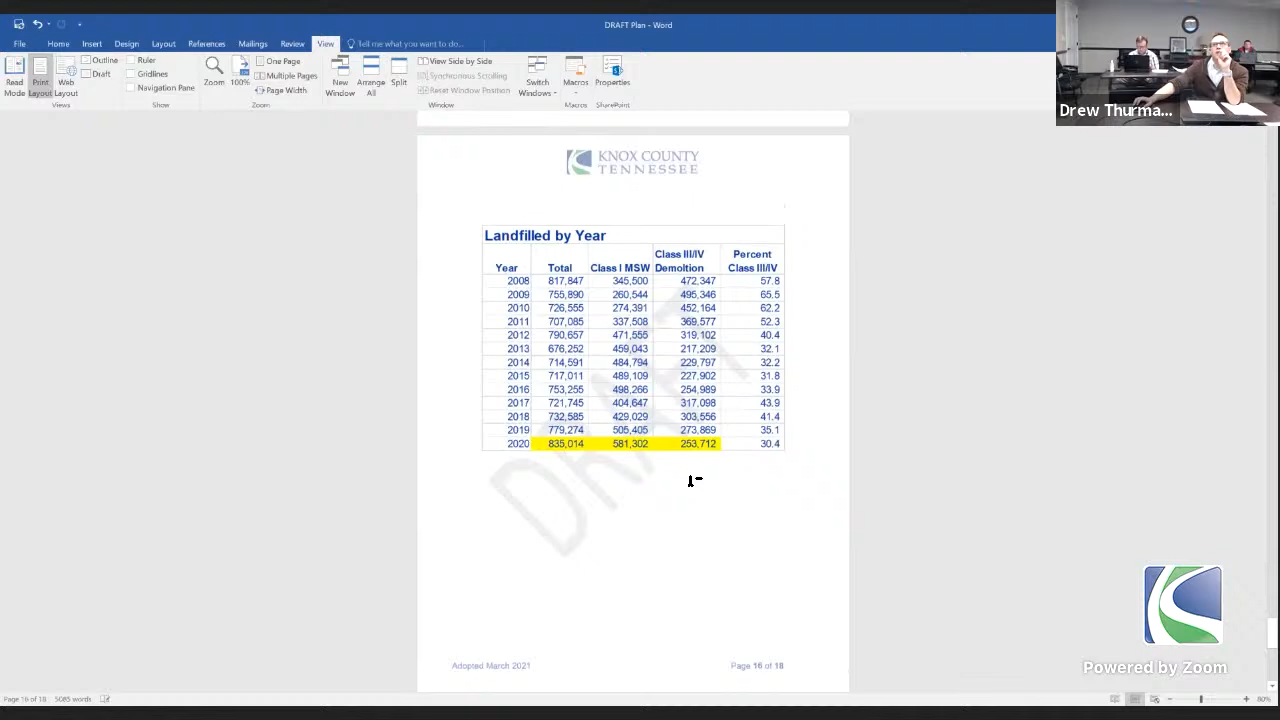 DRAFT Plan - Word
File Home Insert Design Layout References Mailings Review View Tell me what you want to do...
Outline
Draft
Read Mode
Print Layout
Web Layout
Views
Ruler
Gridlines
Navigation Pane
Show
Zoom
100%
One Page
Multiple Pages
Page Width
Zoom
New Window
Arrange All
Split
View Side by Side
Synchronous Scrolling
Reset Window Position
Window
Switch Windows
Macros
Macros
Properties
SharePoint
Drew Thurma...
KNOX COUNTY
TENNESSEE
Landfilled by Year
Year Total Class I MSW Class III/IV Demoltion Percent Class III/IV
2008 817,847 345,500 472,347 57.8
2009 755,890 260,544 495,346 65.5
2010 726,555 274,391 452,164 62.2
2011 707,085 337,508 369,577 52.3
2012 790,657 471,555 319,102 40.4
2013 676,252 459,043 217,209 32.1
2014 714,591 484,794 229,797 32.2
2015 717,011 489,109 227,902 31.8
2016 753,255 498,266 254,989 33.9
2017 721,745 404,647 317,098 43.9
2018 732,585 429,029 303,556 41.4
2019 779,274 505,405 273,869 35.1
2020 835,014 581,302 253,712 30.4
DRAFT
Adopted March 2021 Page 16 of 18
Powered by Zoom
Page 16 of 18 5085 words 80%